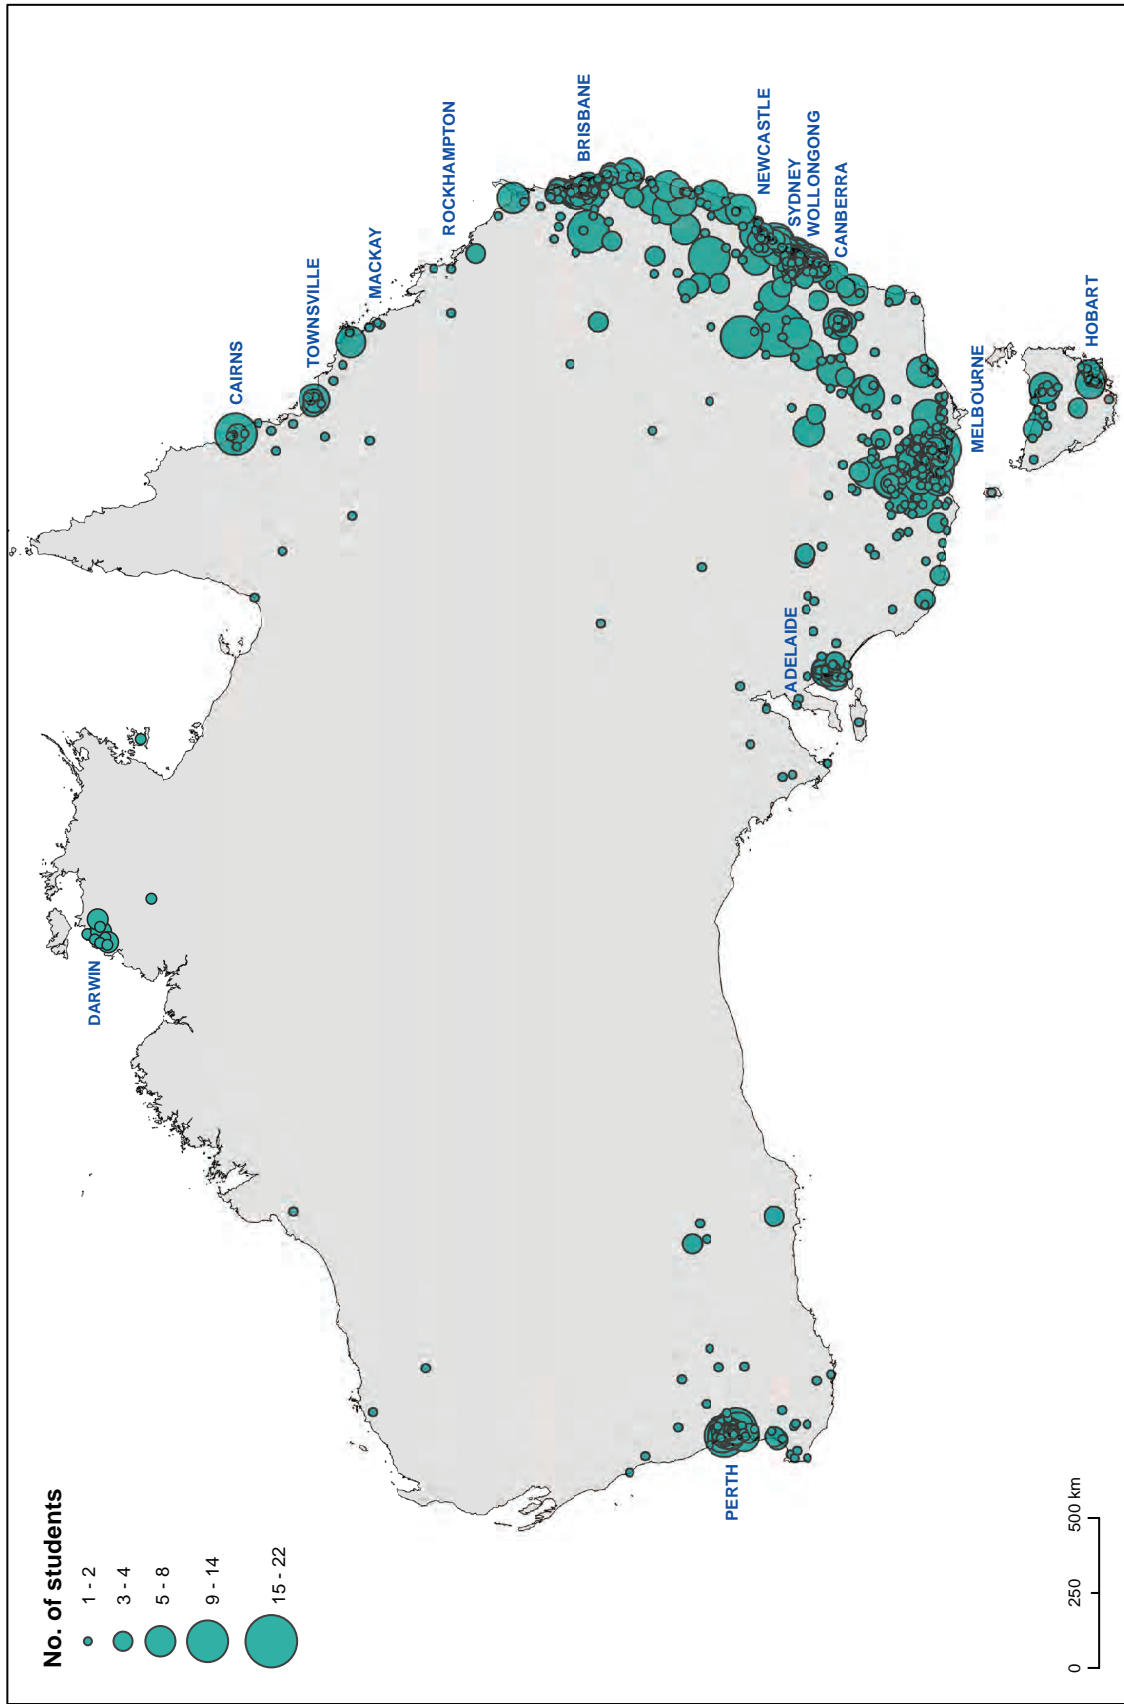 No. of students
1 - 2
3 - 4
5 - 8
9 - 14
15 - 22
DARWIN
CAIRNS
TOWNSVILLE
MACKAY
ROCKHAMPTON
BRISBANE
PERTH
ADELAIDE
NEWCASTLE
SYDNEY
WOLLONGONG
CANBERRA
MELBOURNE
HOBART
0 250 500 km